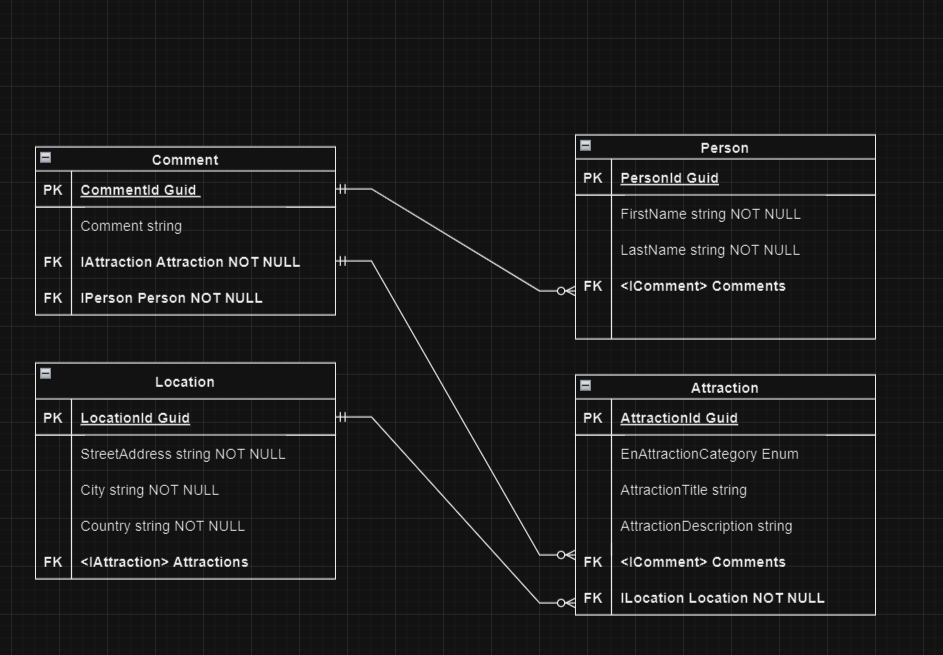 Comment
PK CommentId Guid
Comment string
FK IAttraction Attraction NOT NULL
FK IPerson Person NOT NULL
Location
PK LocationId Guid
StreetAddress string NOT NULL
City string NOT NULL
Country string NOT NULL
FK <IAttraction> Attractions
Person
PK PersonId Guid
FirstName string NOT NULL
LastName string NOT NULL
FK <IComment> Comments
Attraction
PK AttractionId Guid
EnAttractionCategory Enum
AttractionTitle string
AttractionDescription string
FK <IComment> Comments
FK ILocation Location NOT NULL